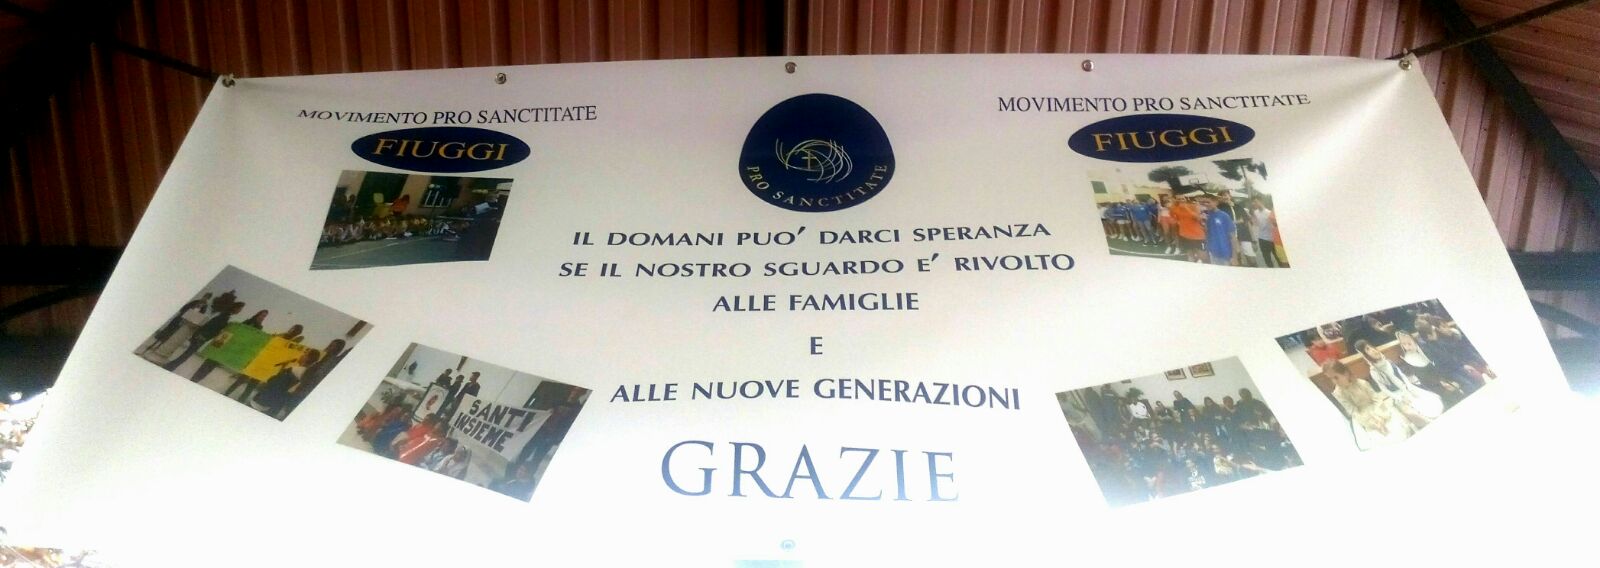 MOVIMENTO PRO SANCTITATE
FIUGGI
MOVIMENTO PRO SANCTITATE
FIUGGI
PRO SANCTITATE
IL DOMANI PUO' DARCI SPERANZA
SE IL NOSTRO SGUARDO E' RIVOLTO
ALLE FAMIGLIE
E
ALLE NUOVE GENERAZIONI
SANTI
INSIEME
GRAZIE